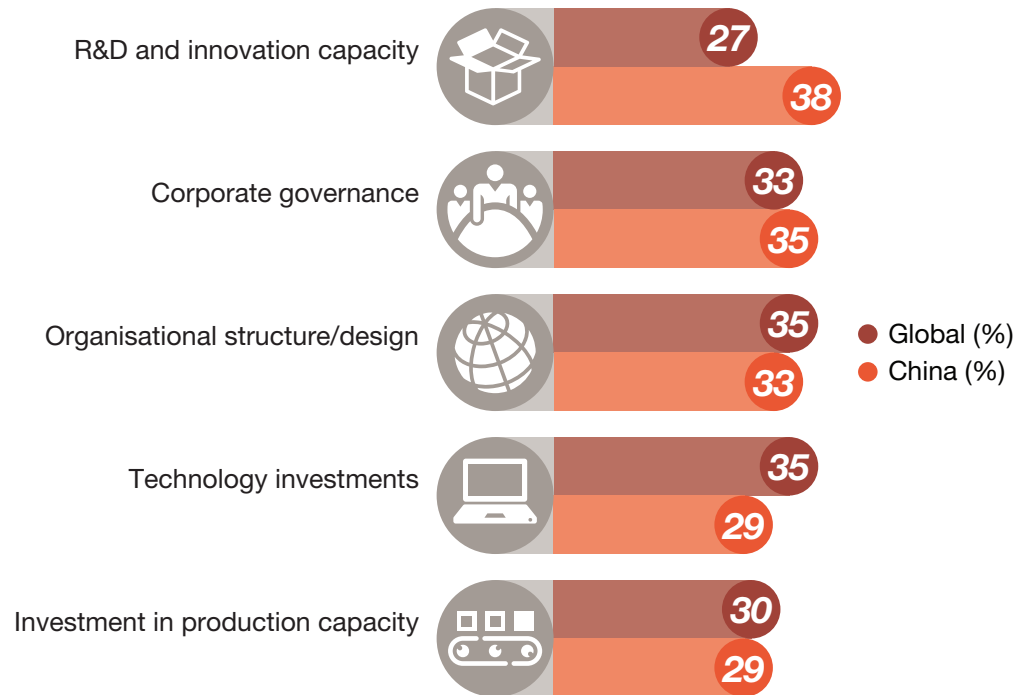 R&D and innovation capacity
27
38
Corporate governance
33
35
Organisational structure/design
35
33
Global (%)
China (%)
Technology investments
35
29
Investment in production capacity
30
29